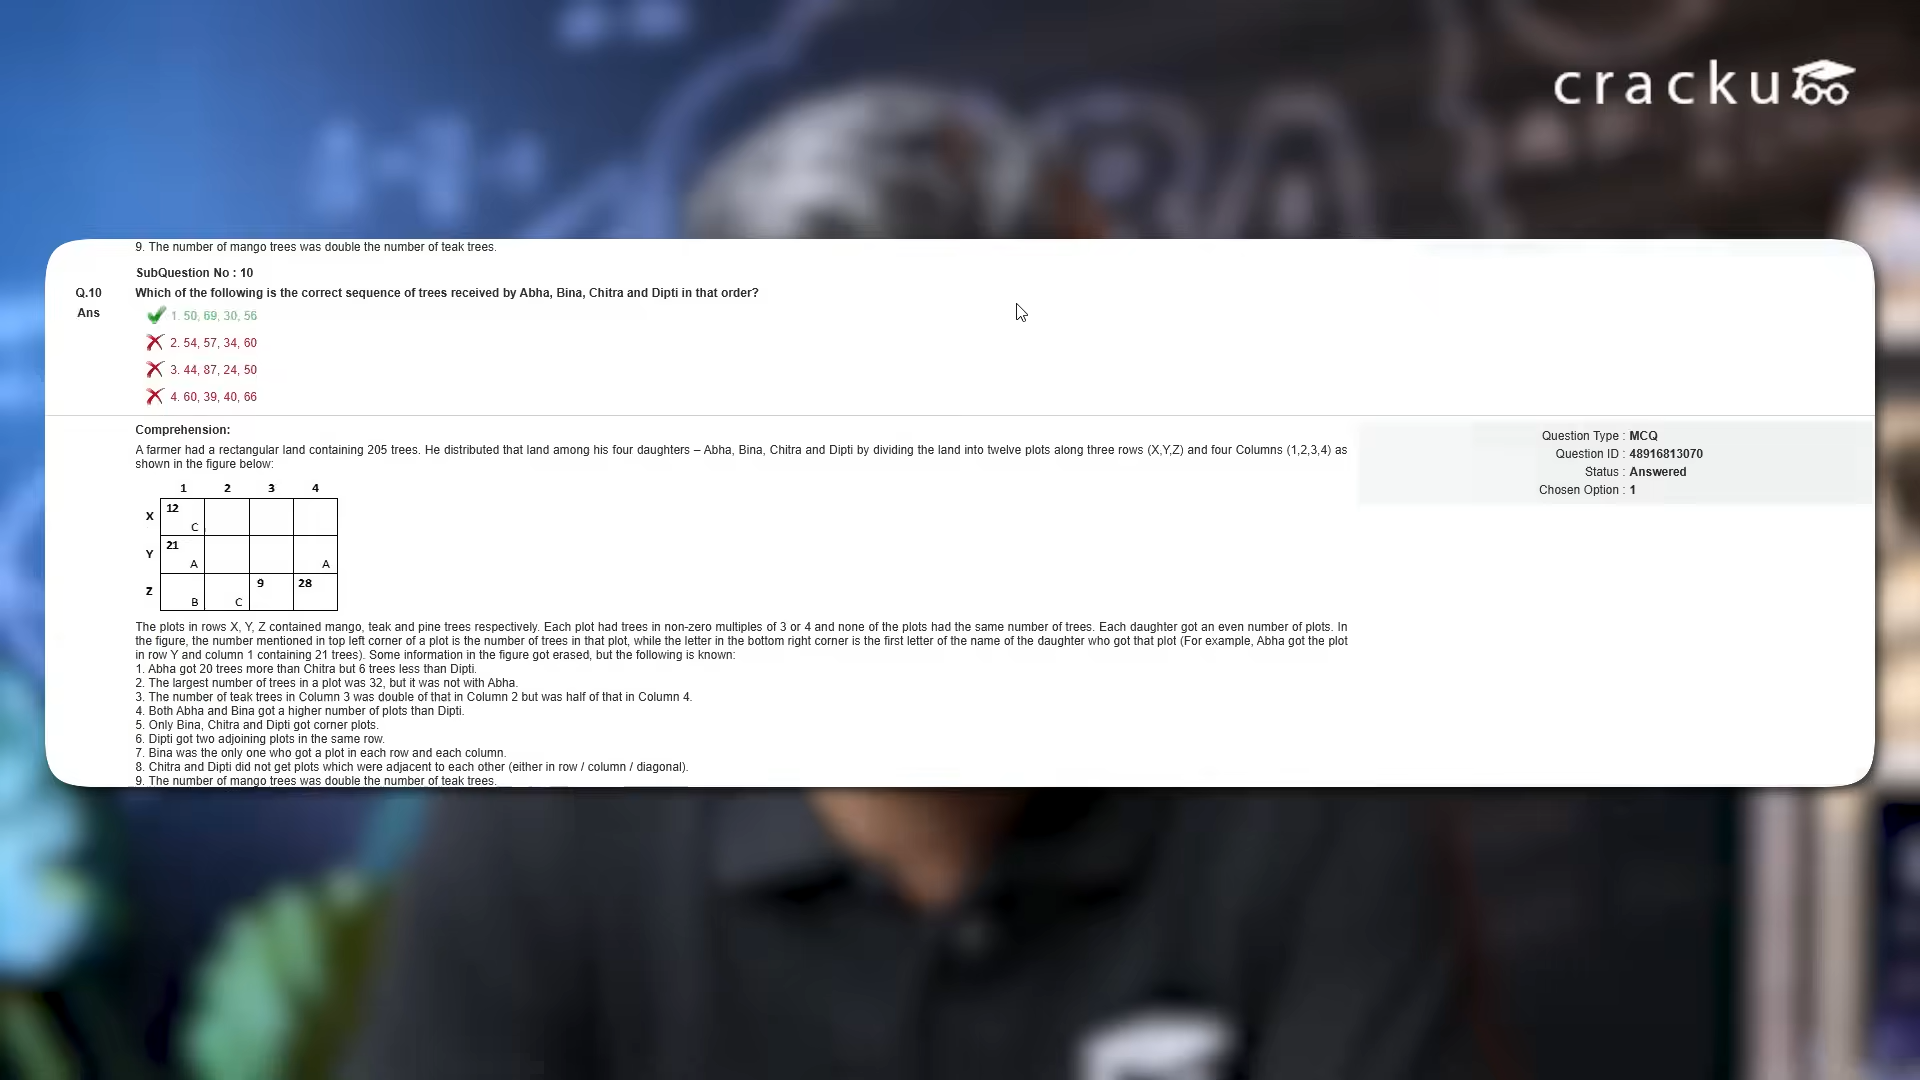 cracku
9. The number of mango trees was double the number of teak trees.
SubQuestion No : 10
Q.10 Which of the following is the correct sequence of trees received by Abha, Bina, Chitra and Dipti in that order?
Ans 1. 50, 69, 30, 56
2. 54, 57, 34, 60
3. 44, 87, 24, 50
4. 60, 39, 40, 66
Comprehension:
A farmer had a rectangular land containing 205 trees. He distributed that land among his four daughters – Abha, Bina, Chitra and Dipti by dividing the land into twelve plots along three rows (X,Y,Z) and four Columns (1,2,3,4) as
shown in the figure below:
1 2 3 4
X 12 C
Y 21 A A
Z B C 9 28
The plots in rows X, Y, Z contained mango, teak and pine trees respectively. Each plot had trees in non-zero multiples of 3 or 4 and none of the plots had the same number of trees. Each daughter got an even number of plots. In
the figure, the number mentioned in top left corner of a plot is the number of trees in that plot, while the letter in the bottom right corner is the first letter of the name of the daughter who got that plot (For example, Abha got the plot
in row Y and column 1 containing 21 trees). Some information in the figure got erased, but the following is known:
1. Abha got 20 trees more than Chitra but 6 trees less than Dipti.
2. The largest number of trees in a plot was 32, but it was not with Abha.
3. The number of teak trees in Column 3 was double of that in Column 2 but was half of that in Column 4.
4. Both Abha and Bina got a higher number of plots than Dipti.
5. Only Bina, Chitra and Dipti got corner plots.
6. Dipti got two adjoining plots in the same row.
7. Bina was the only one who got a plot in each row and each column.
8. Chitra and Dipti did not get plots which were adjacent to each other (either in row / column / diagonal).
9. The number of mango trees was double the number of teak trees.
Question Type : MCQ
Question ID : 48916813070
Status : Answered
Chosen Option : 1